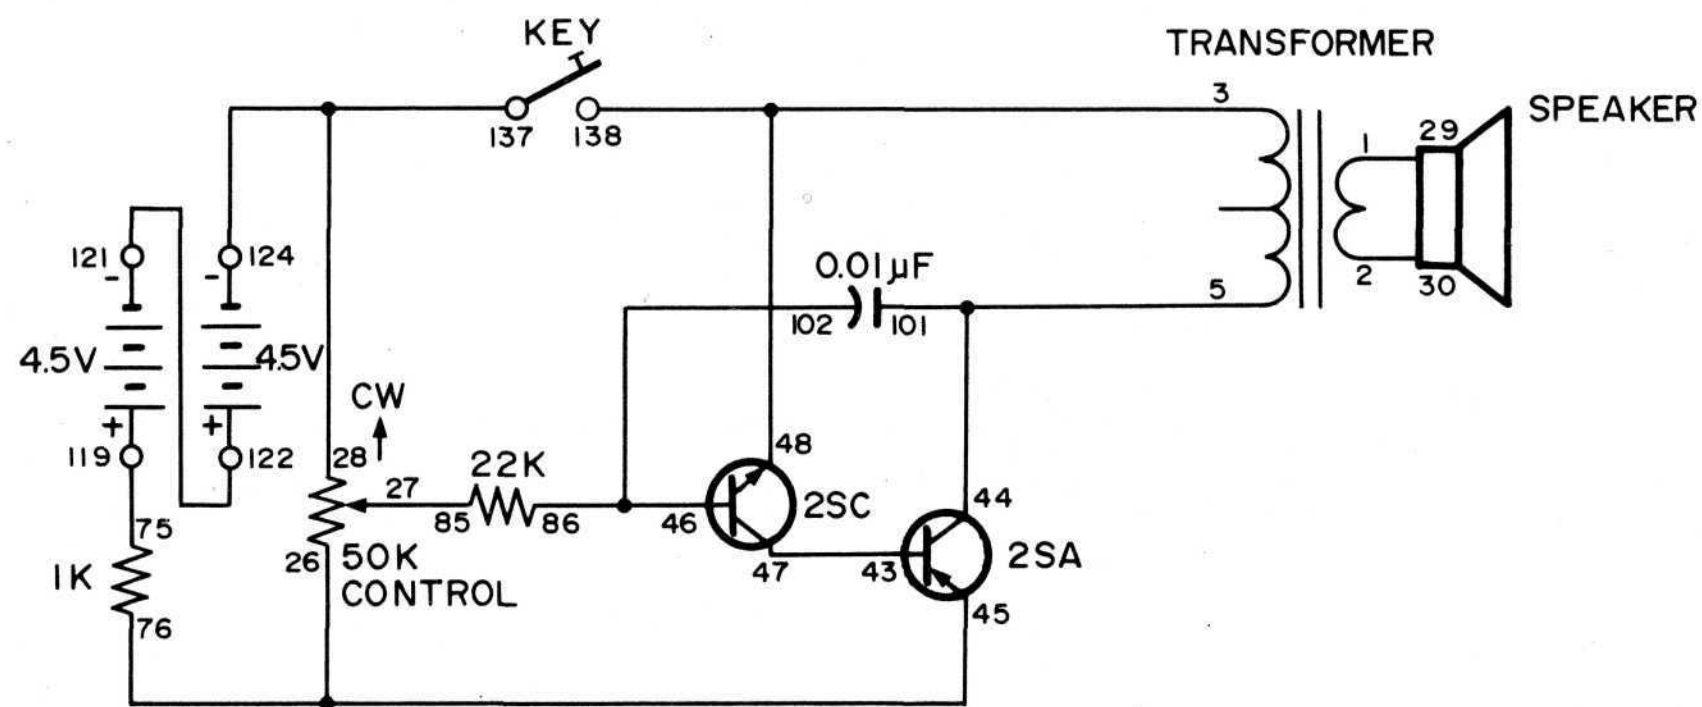 KEY
TRANSFORMER
3
SPEAKER
137
138
1
29
121
-
-
124
0.01µF
2
30
5
102
101
4.5V
4.5V
CW
+
+
119
122
28
27
22K
48
85
86
46
2SC
44
75
26
50K
CONTROL
47
43
2SA
1K
76
45